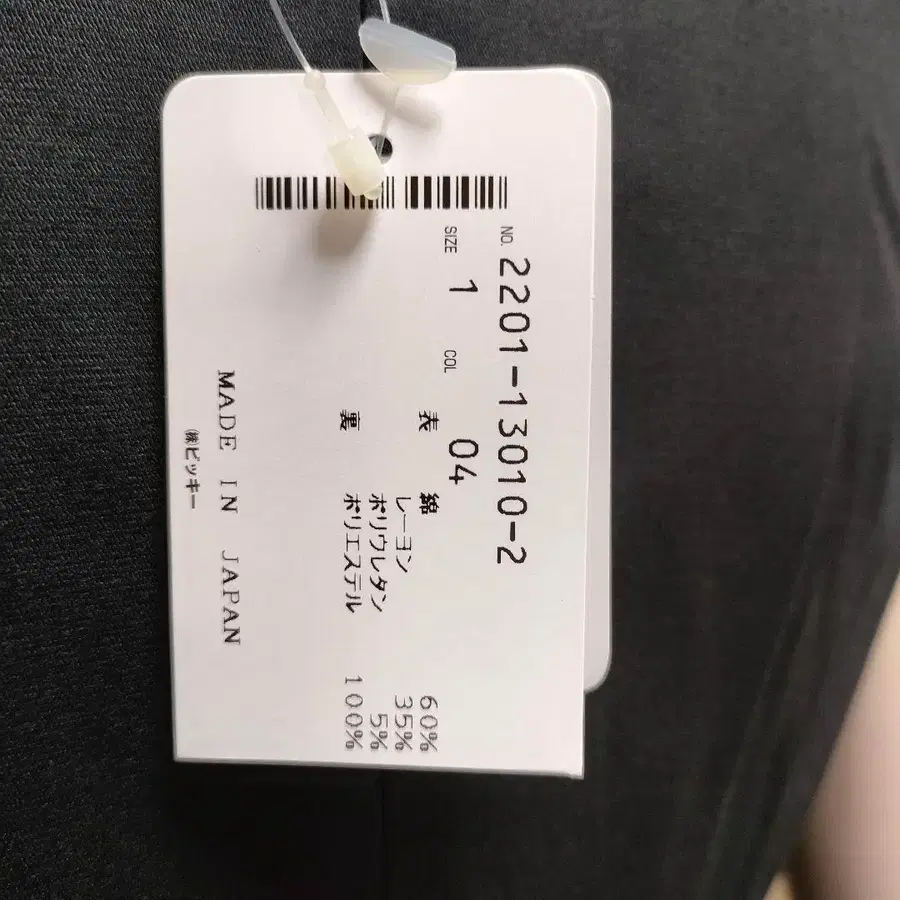 NO. 2201-13010-2
SIZE 1 COL 04
表 綿 60%
レーヨン 35%
ポリウレタン 5%
裏 ポリエステル 100%
MADE IN JAPAN
㈱ビッキー